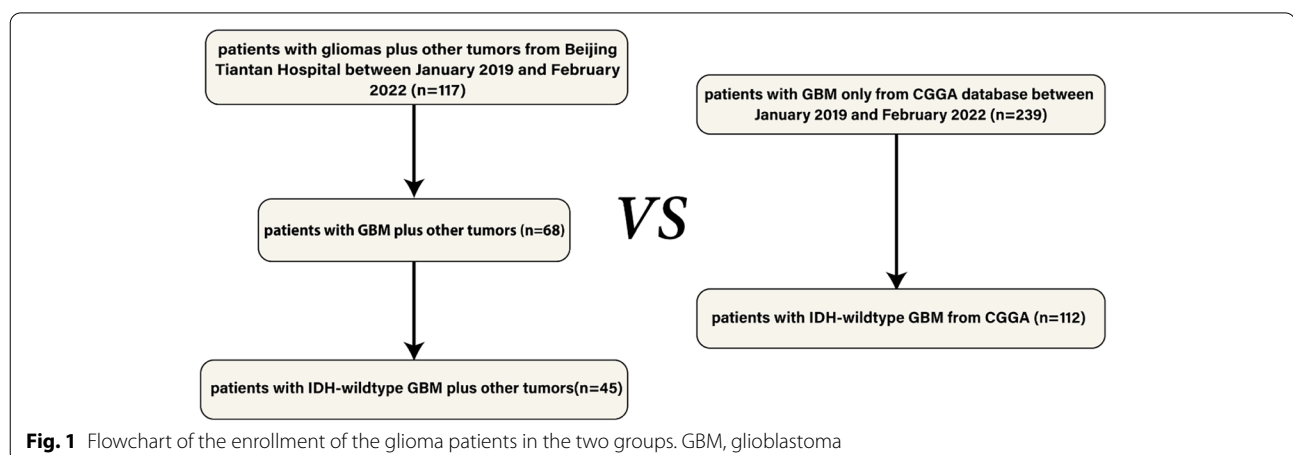 patients with gliomas plus other tumors from Beijing
Tiantan Hospital between January 2019 and February
2022 (n=117)
patients with GBM plus other tumors (n=68)
patients with IDH-wildtype GBM plus other tumors(n=45)
VS
patients with GBM only from CGGA database between
January 2019 and February 2022 (n=239)
patients with IDH-wildtype GBM from CGGA (n=112)
Fig. 1 Flowchart of the enrollment of the glioma patients in the two groups. GBM, glioblastoma